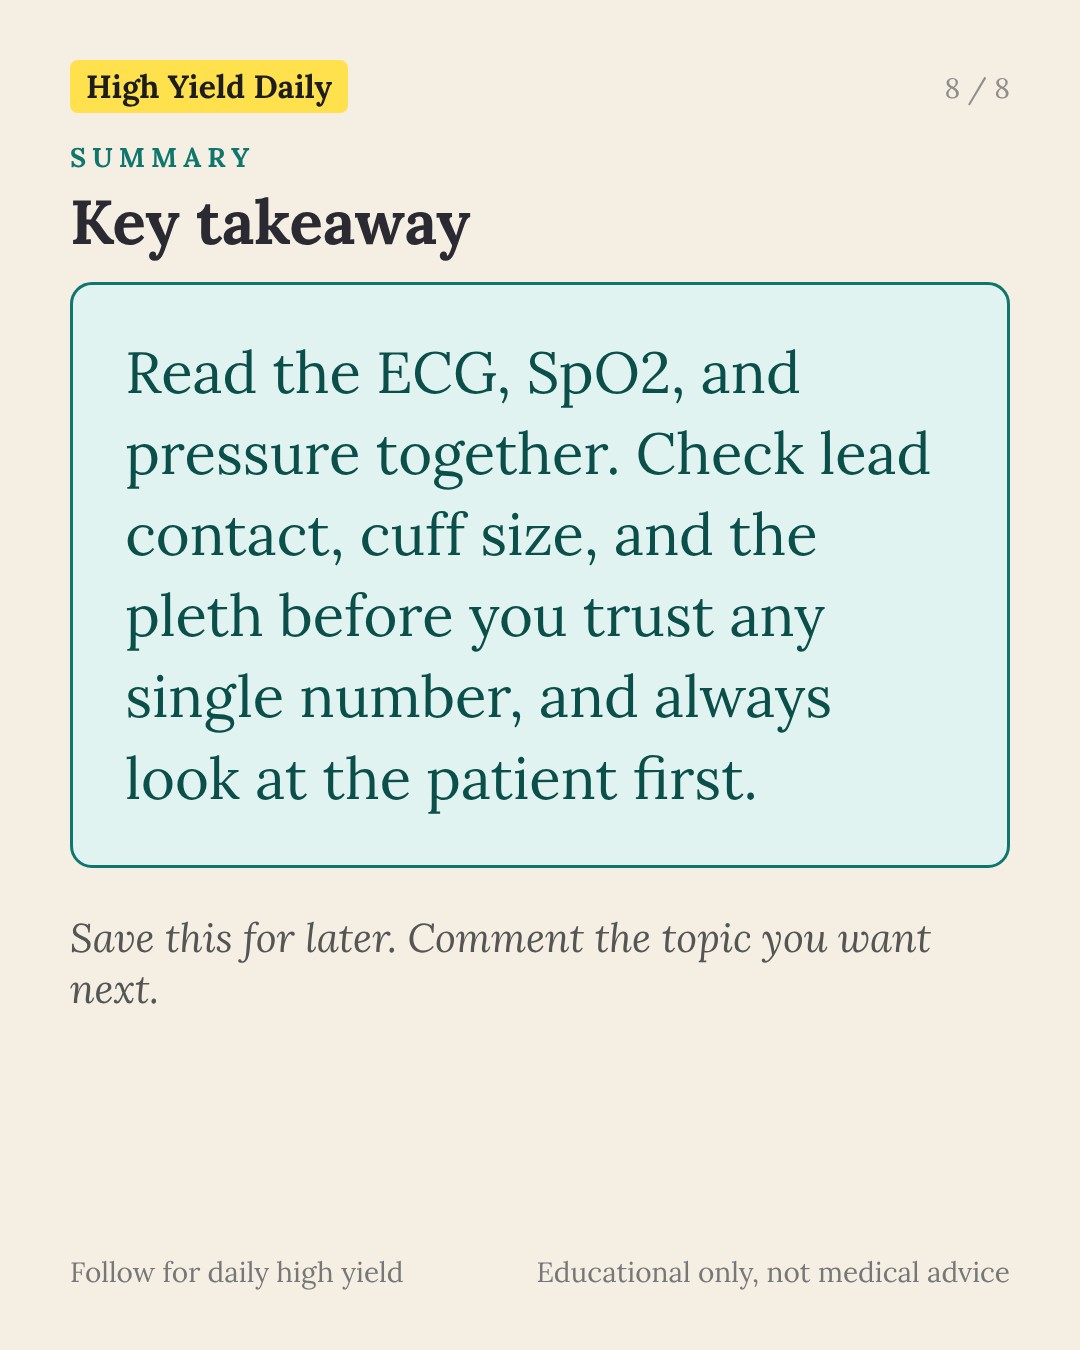 High Yield Daily
8 / 8
SUMMARY
Key takeaway
Read the ECG, SpO2, and
pressure together. Check lead
contact, cuff size, and the
pleth before you trust any
single number, and always
look at the patient first.
Save this for later. Comment the topic you want
next.
Follow for daily high yield
Educational only, not medical advice